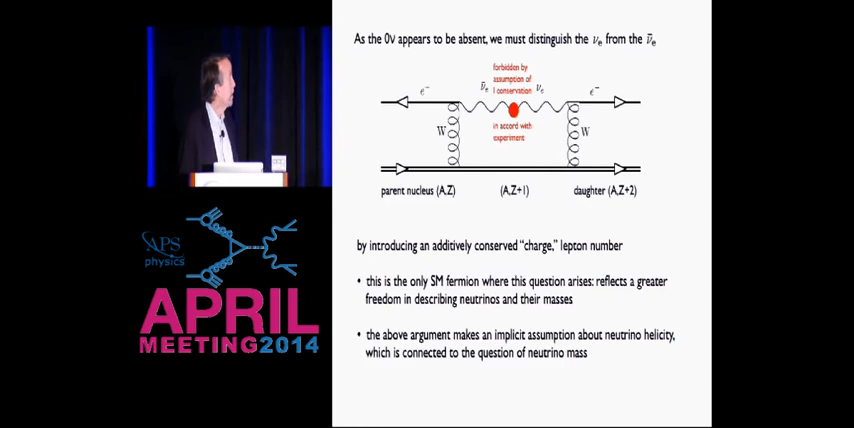 As the 0ν appears to be absent, we must distinguish the νe from the ν̄e
forbidden by
assumption of
l conservation
e⁻
ν̄e
νe
e⁻
W
in accord with
experiment
W
parent nucleus (A,Z)
(A,Z+1)
daughter (A,Z+2)
by introducing an additively conserved “charge,” lepton number
• this is the only SM fermion where this question arises: reflects a greater
freedom in describing neutrinos and their masses
• the above argument makes an implicit assumption about neutrino helicity,
which is connected to the question of neutrino mass
APS
physics
APRIL
MEETING2014